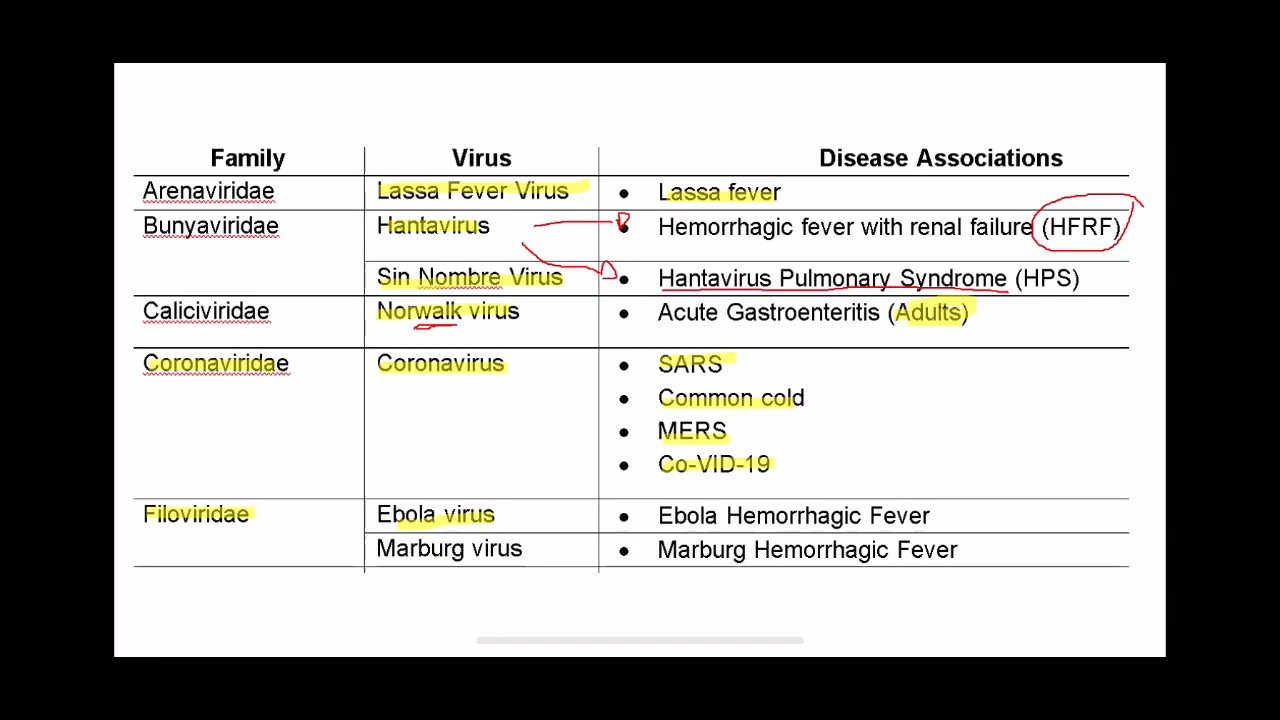 Family Virus Disease Associations
Arenaviridae Lassa Fever Virus • Lassa fever
Bunyaviridae Hantavirus • Hemorrhagic fever with renal failure (HFRF)
Sin Nombre Virus • Hantavirus Pulmonary Syndrome (HPS)
Caliciviridae Norwalk virus • Acute Gastroenteritis (Adults)
Coronaviridae Coronavirus • SARS
• Common cold
• MERS
• Co-VID-19
Filoviridae Ebola virus • Ebola Hemorrhagic Fever
Marburg virus • Marburg Hemorrhagic Fever